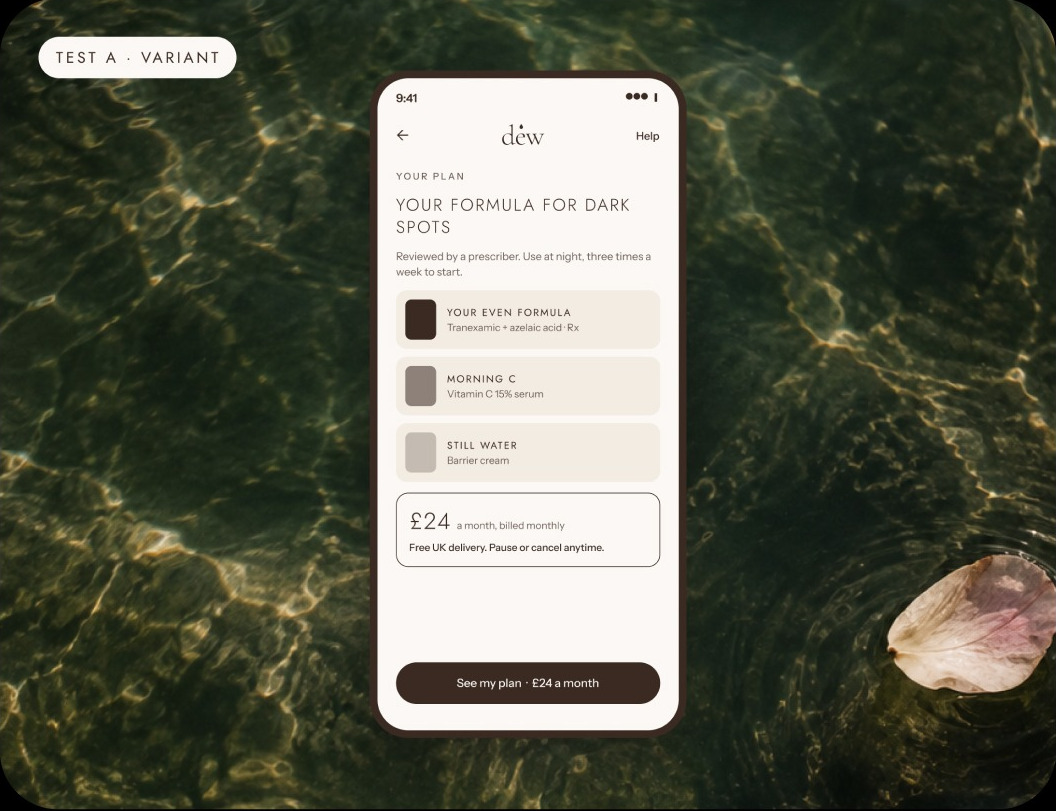 TEST A · VARIANT
9:41
dew
Help
YOUR PLAN
YOUR FORMULA FOR DARK
SPOTS
Reviewed by a prescriber. Use at night, three times a
week to start.
YOUR EVEN FORMULA
Tranexamic + azelaic acid · Rx
MORNING C
Vitamin C 15% serum
STILL WATER
Barrier cream
£24 a month, billed monthly
Free UK delivery. Pause or cancel anytime.
See my plan · £24 a month